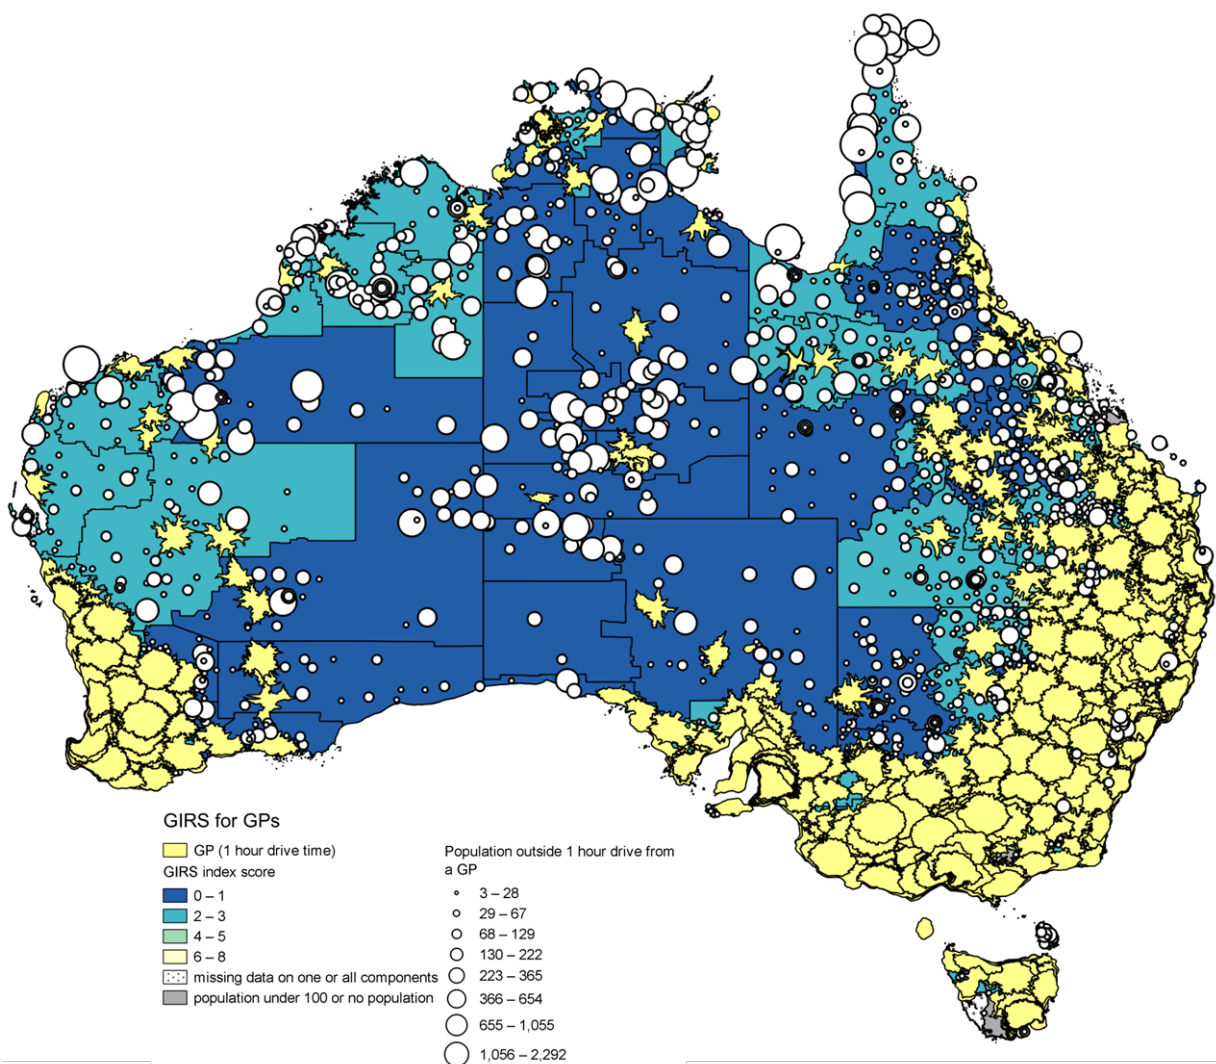 GIRS for GPs
GP (1 hour drive time)
GIRS index score
0 – 1
2 – 3
4 – 5
6 – 8
missing data on one or all components
population under 100 or no population
Population outside 1 hour drive from
a GP
3 – 28
29 – 67
68 – 129
130 – 222
223 – 365
366 – 654
655 – 1,055
1,056 – 2,292